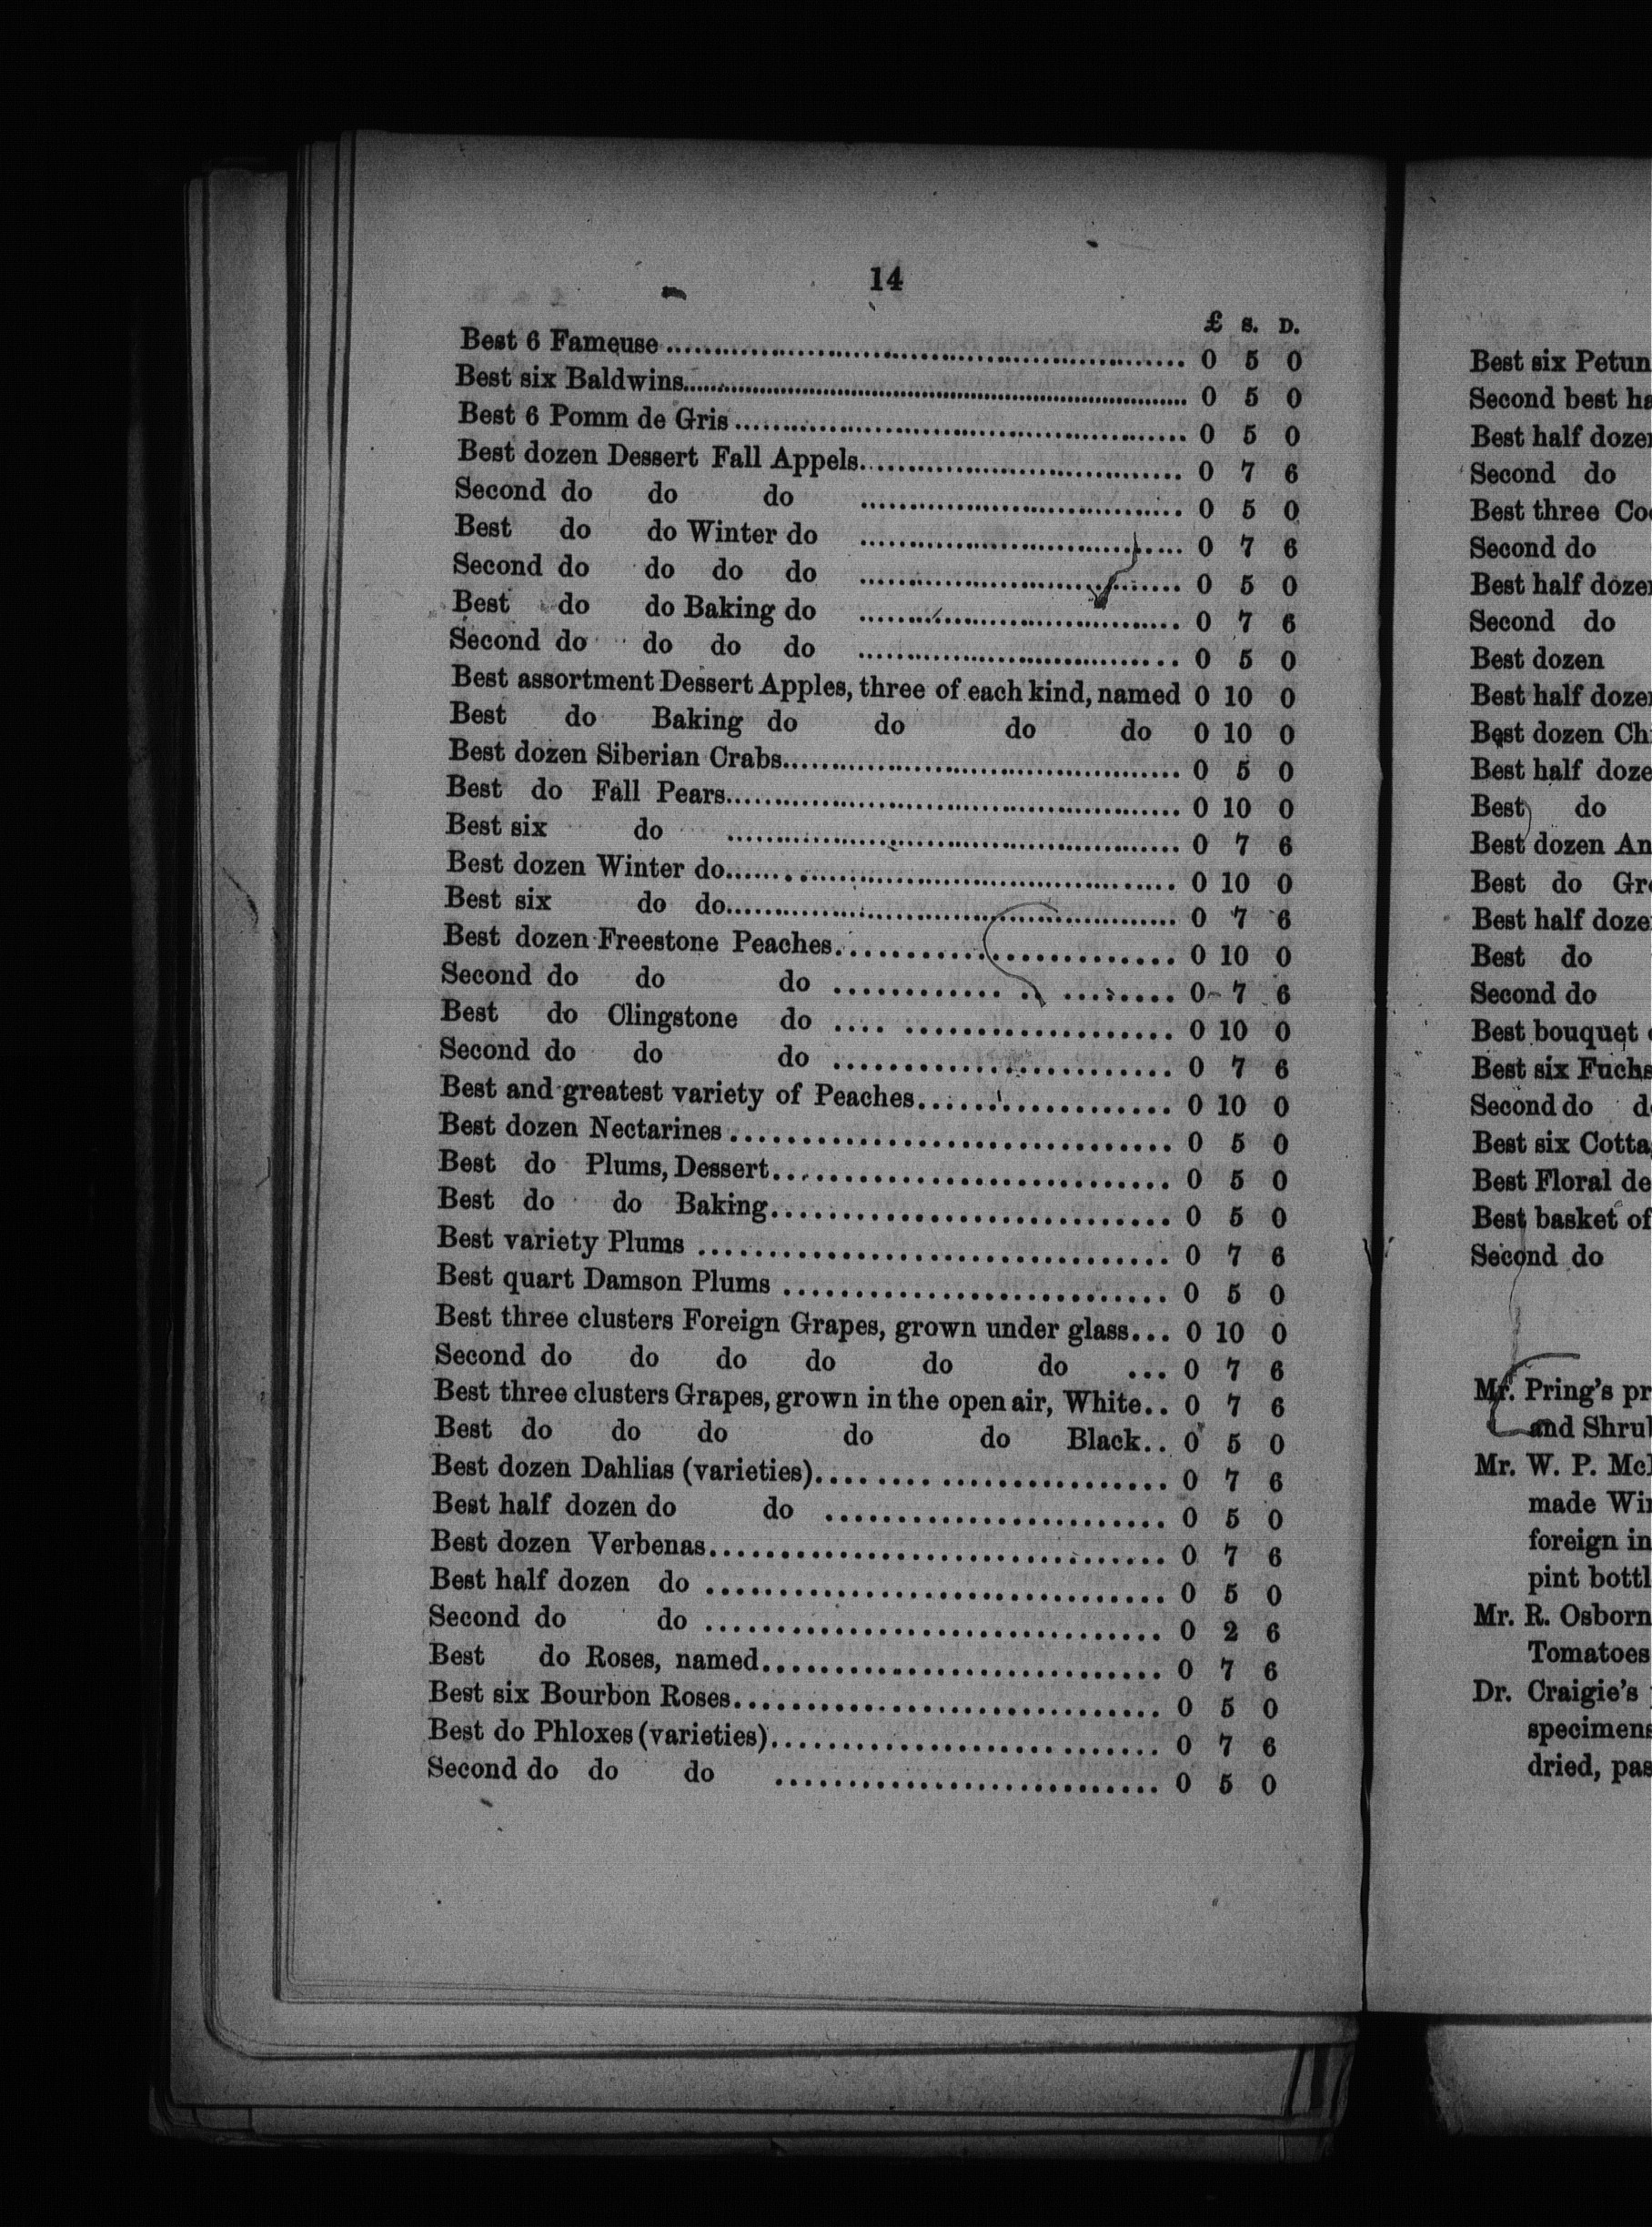 14
£ S. D.
Best 6 Fameuse ........ 0 5 0
Best six Baldwins........ 0 5 0
Best 6 Pomm de Gris ........ 0 5 0
Best dozen Dessert Fall Appels........ 0 7 6
Second do do do ........ 0 5 0
Best do do Winter do ........ 0 7 6
Second do do do do ........ 0 5 0
Best do do Baking do ........ 0 7 6
Second do do do do ........ 0 5 0
Best assortment Dessert Apples, three of each kind, named 0 10 0
Best do Baking do do do do 0 10 0
Best dozen Siberian Crabs........ 0 5 0
Best do Fall Pears........ 0 10 0
Best six do ........ 0 7 6
Best dozen Winter do........ 0 10 0
Best six do do........ 0 7 6
Best dozen Freestone Peaches........ 0 10 0
Second do do do ........ 0 7 6
Best do Clingstone do ........ 0 10 0
Second do do do ........ 0 7 6
Best and greatest variety of Peaches........ 0 10 0
Best dozen Nectarines ........ 0 5 0
Best do Plums, Dessert........ 0 5 0
Best do do Baking........ 0 5 0
Best variety Plums ........ 0 7 6
Best quart Damson Plums ........ 0 5 0
Best three clusters Foreign Grapes, grown under glass... 0 10 0
Second do do do do do do ... 0 7 6
Best three clusters Grapes, grown in the open air, White.. 0 7 6
Best do do do do do Black.. 0 5 0
Best dozen Dahlias (varieties)........ 0 7 6
Best half dozen do do ........ 0 5 0
Best dozen Verbenas........ 0 7 6
Best half dozen do ........ 0 5 0
Second do do ........ 0 2 6
Best do Roses, named........ 0 7 6
Best six Bourbon Roses........ 0 5 0
Best do Phloxes (varieties)........ 0 7 6
Second do do do ........ 0 5 0
Best six Petun
Second best ha
Best half dozen
Second do
Best three Coc
Second do
Best half dozen
Second do
Best dozen
Best half dozen
Best dozen Chi
Best half doze
Best do
Best dozen An
Best do Gr
Best half doze
Best do
Second do
Best bouquet
Best six Fuchs
Second do d
Best six Cotta
Best Floral de
Best basket of
Second do
Mr. Pring's pr
and Shrub
Mr. W. P. Mc
made Win
foreign in
pint bottl
Mr. R. Osborn
Tomatoes
Dr. Craigie's
specimens
dried, pas